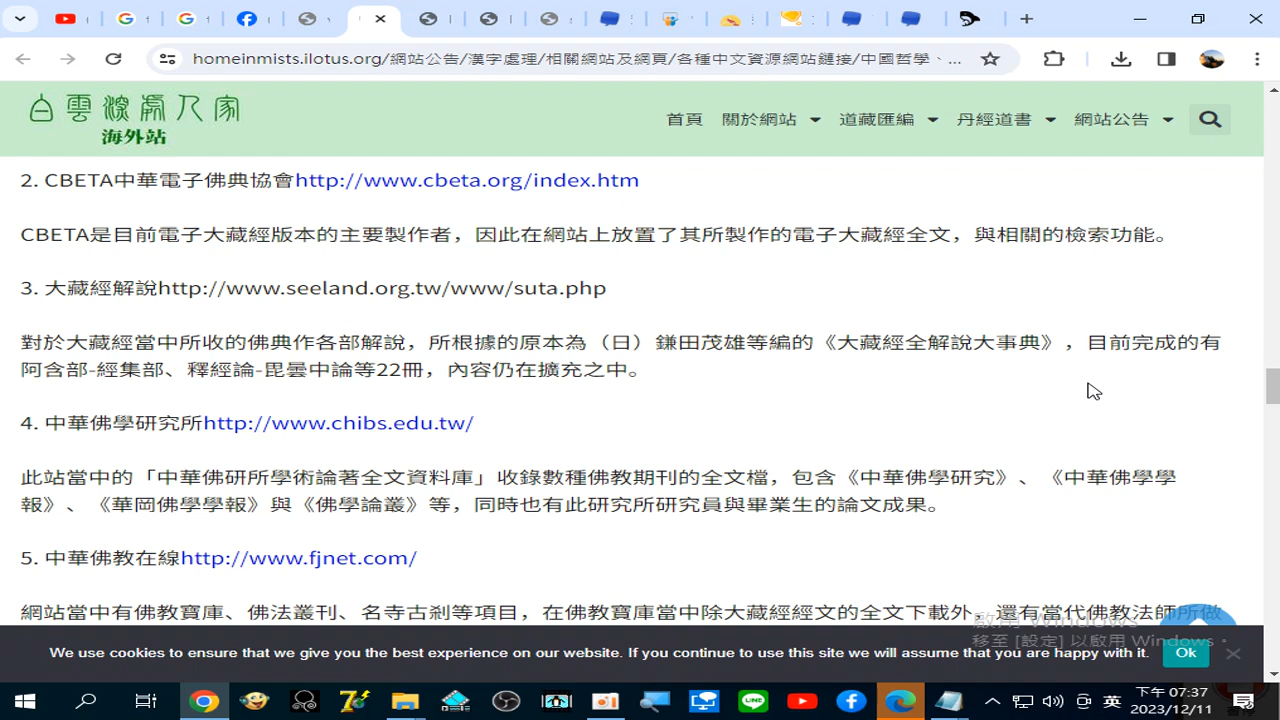 homeinmists.ilotus.org/網站公告/漢字處理/相關網站及網頁/各種中文資源網站鏈接/中國哲學、...
白雲深處人家
海外站
首頁 關於網站 道藏匯編 丹經道書 網站公告
2. CBETA中華電子佛典協會http://www.cbeta.org/index.htm
CBETA是目前電子大藏經版本的主要製作者，因此在網站上放置了其所製作的電子大藏經全文，與相關的檢索功能。
3. 大藏經解說http://www.seeland.org.tw/www/suta.php
對於大藏經當中所收的佛典作各部解說，所根據的原本為（日）鎌田茂雄等編的《大藏經全解說大事典》，目前完成的有
阿含部-經集部、釋經論-毘曇中論等22冊，內容仍在擴充之中。
4. 中華佛學研究所http://www.chibs.edu.tw/
此站當中的「中華佛研所學術論著全文資料庫」收錄數種佛教期刊的全文檔，包含《中華佛學研究》、《中華佛學學
報》、《華岡佛學學報》與《佛學論叢》等，同時也有此研究所研究員與畢業生的論文成果。
5. 中華佛教在線http://www.fjnet.com/
網站當中有佛教寶庫、佛法叢刊、名寺古剎等項目，在佛教寶庫當中除大藏經經文的全文下載外，還有當代佛教法師所做
啟用 Windows
移至 [設定] 以啟用 Windows。
We use cookies to ensure that we give you the best experience on our website. If you continue to use this site we will assume that you are happy with it.
Ok
英
下午 07:37
2023/12/11